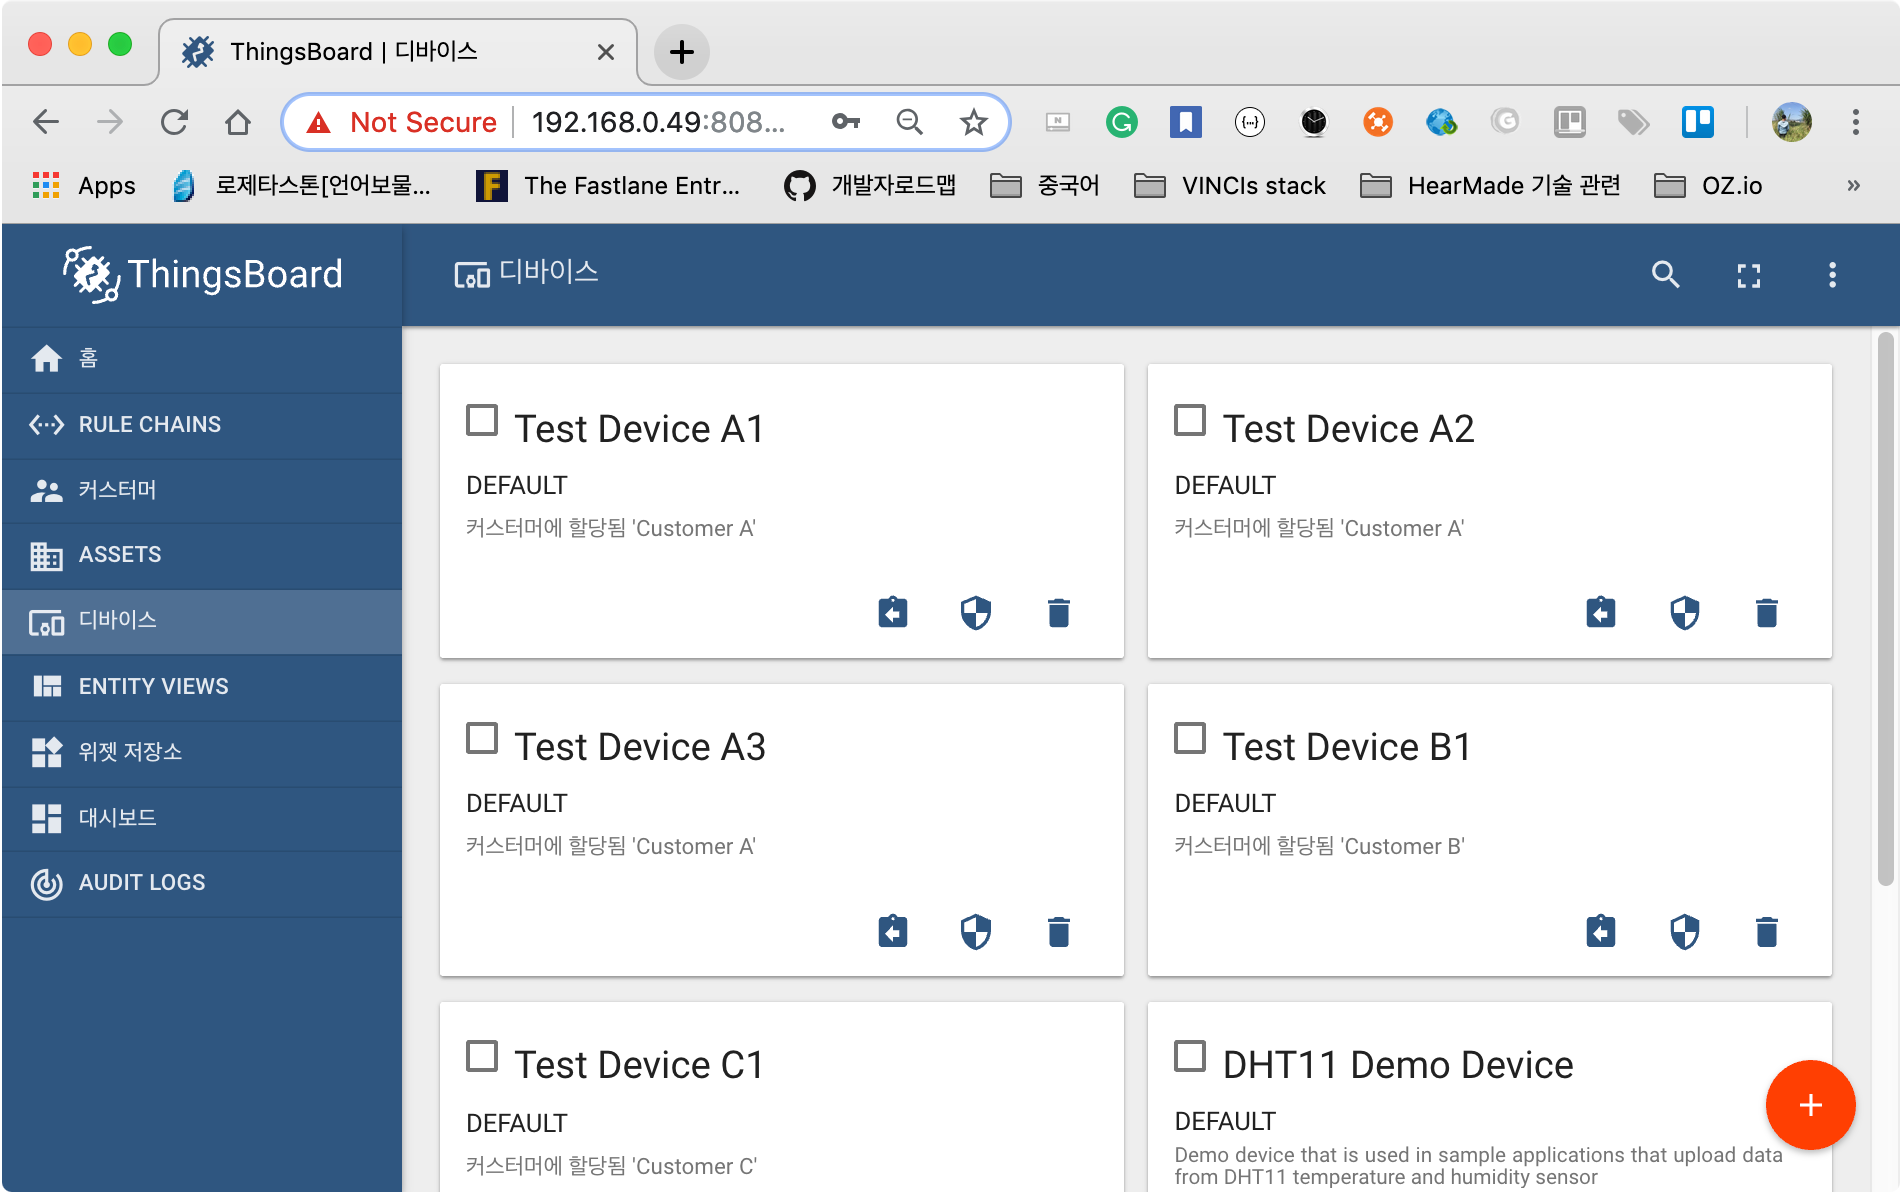 ThingsBoard | 디바이스
Not Secure
192.168.0.49:808...
Apps
로제타스톤[언어보물...
The Fastlane Entr...
개발자로드맵
중국어
VINCIs stack
HearMade 기술 관련
OZ.io
»
ThingsBoard
디바이스
홈
RULE CHAINS
커스터머
ASSETS
디바이스
ENTITY VIEWS
위젯 저장소
대시보드
AUDIT LOGS
Test Device A1
DEFAULT
커스터머에 할당됨 'Customer A'
Test Device A2
DEFAULT
커스터머에 할당됨 'Customer A'
Test Device A3
DEFAULT
커스터머에 할당됨 'Customer A'
Test Device B1
DEFAULT
커스터머에 할당됨 'Customer B'
Test Device C1
DEFAULT
커스터머에 할당됨 'Customer C'
DHT11 Demo Device
DEFAULT
Demo device that is used in sample applications that upload data
from DHT11 temperature and humidity sensor